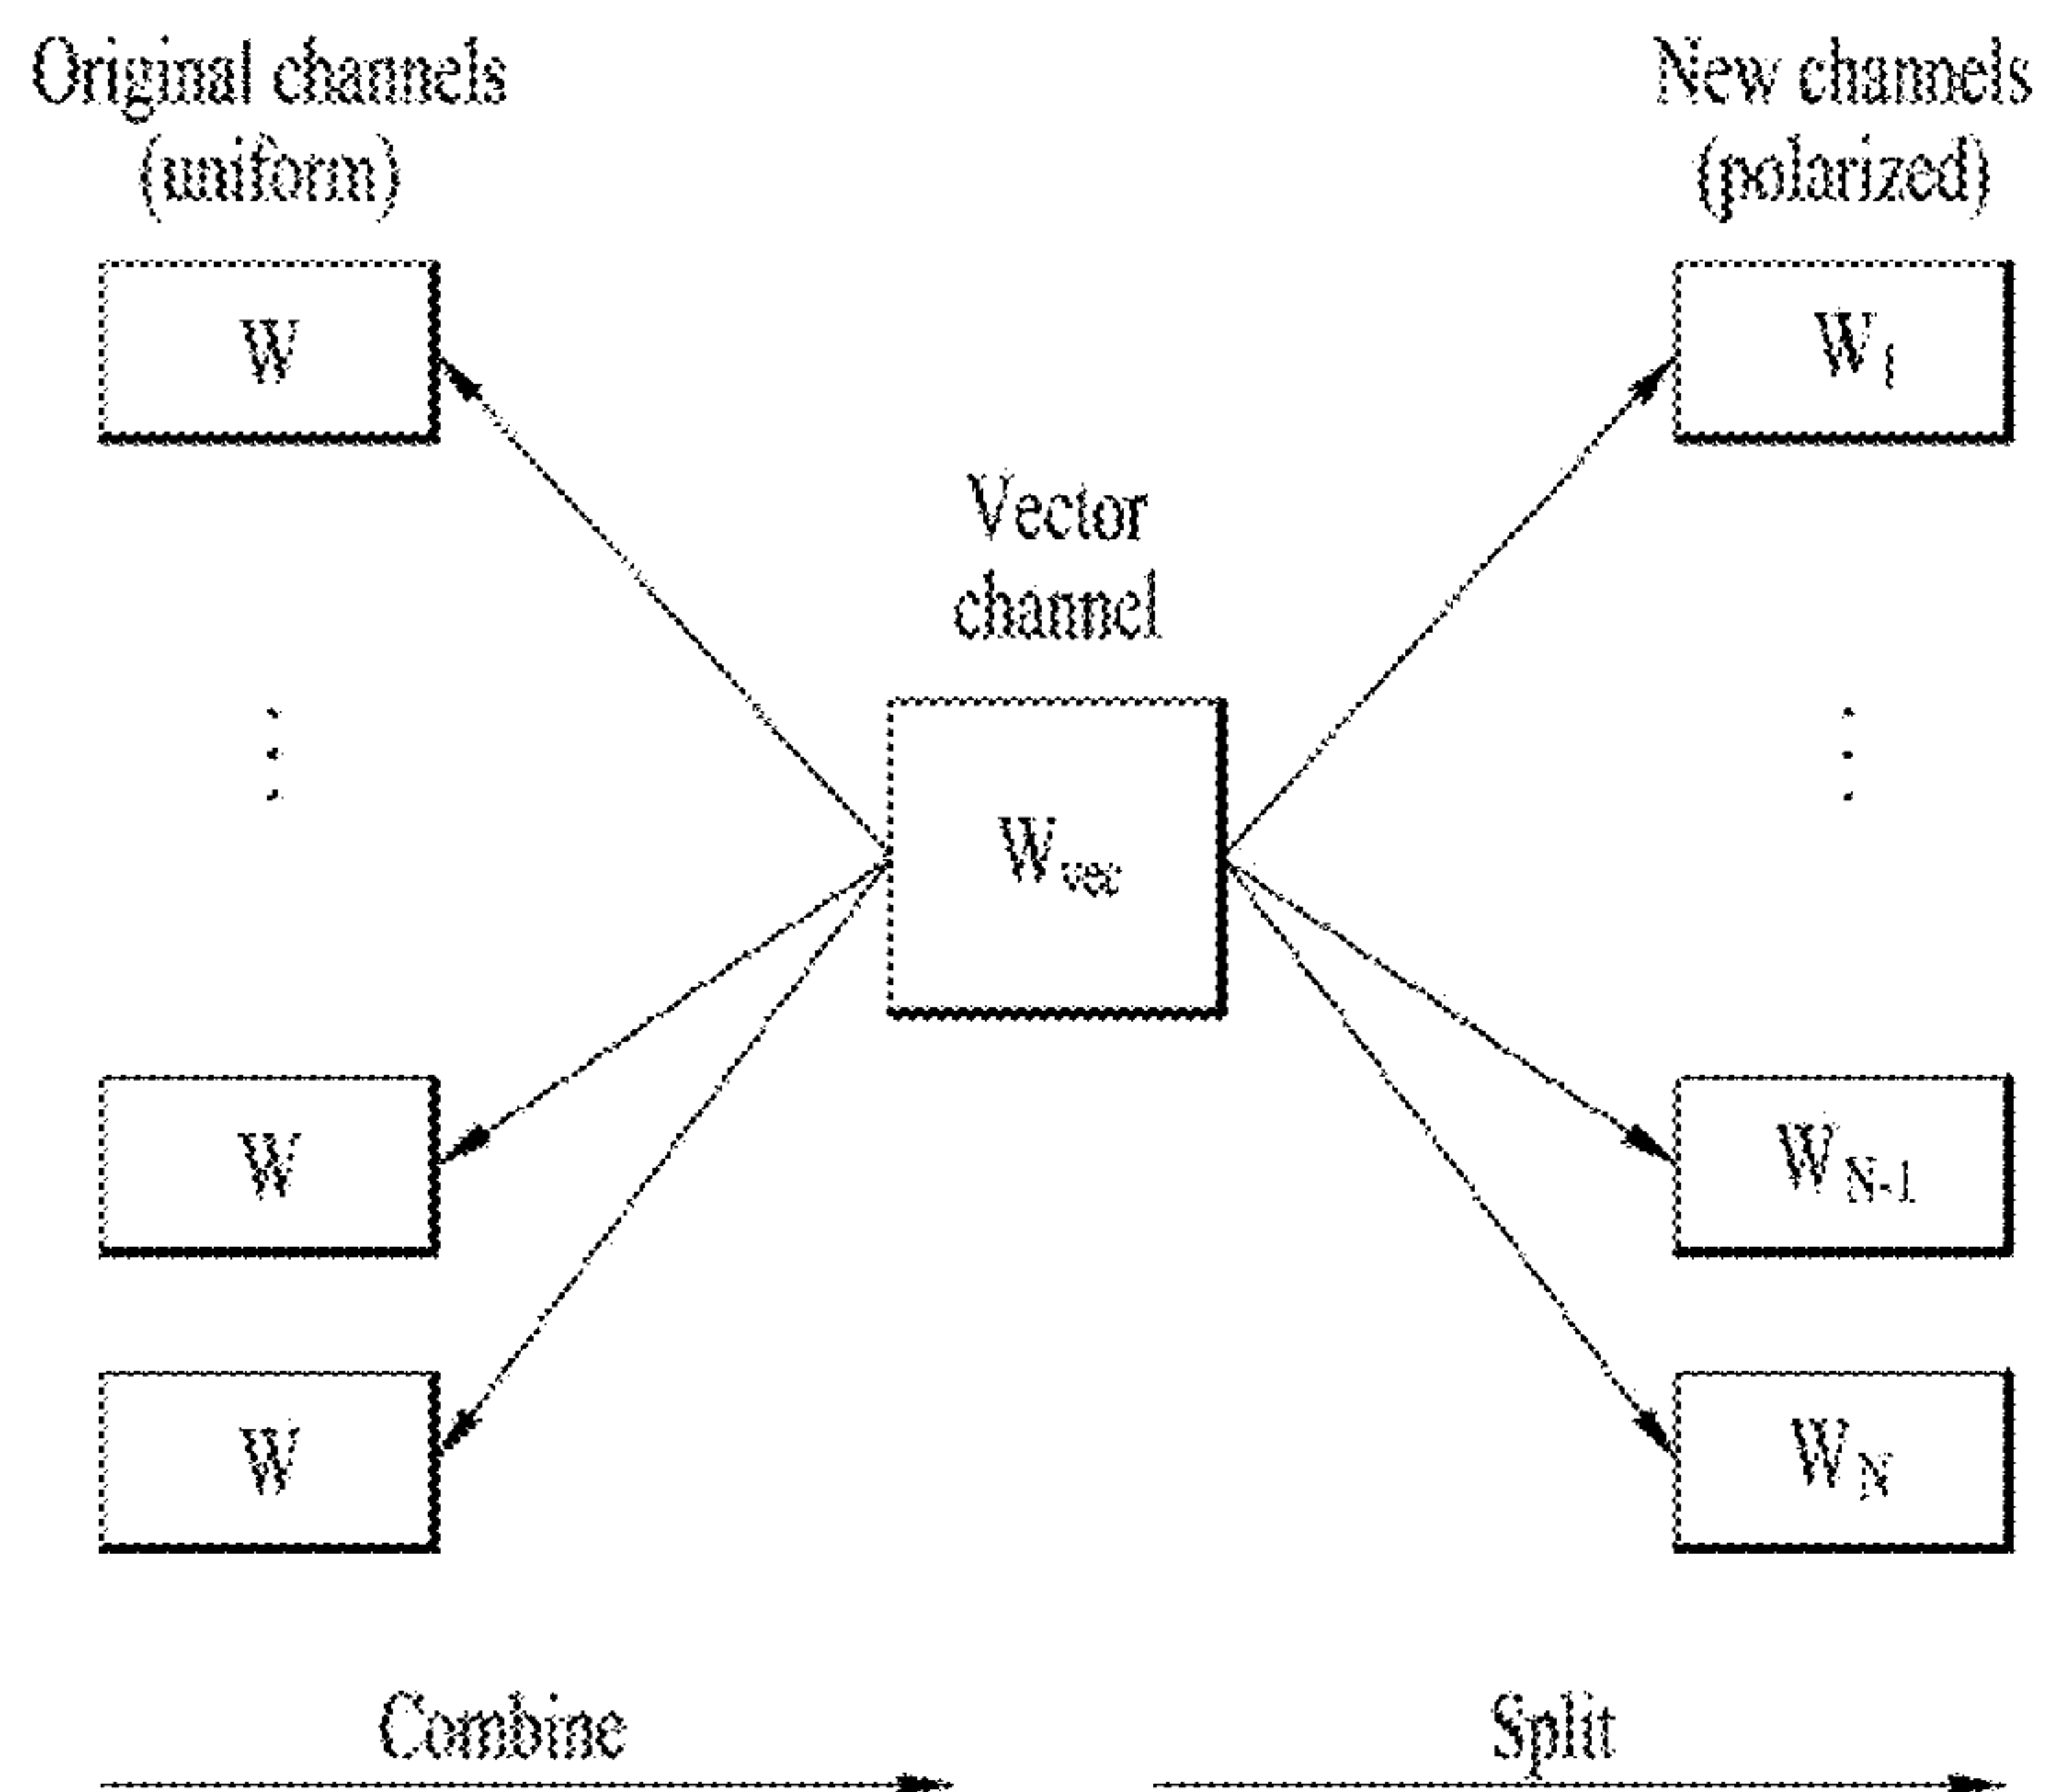 Original channels
(uniform)
New channels
(polarized)
W
W1
Vector
channel
Wvec
W
WN-1
W
WN
Combine
Split